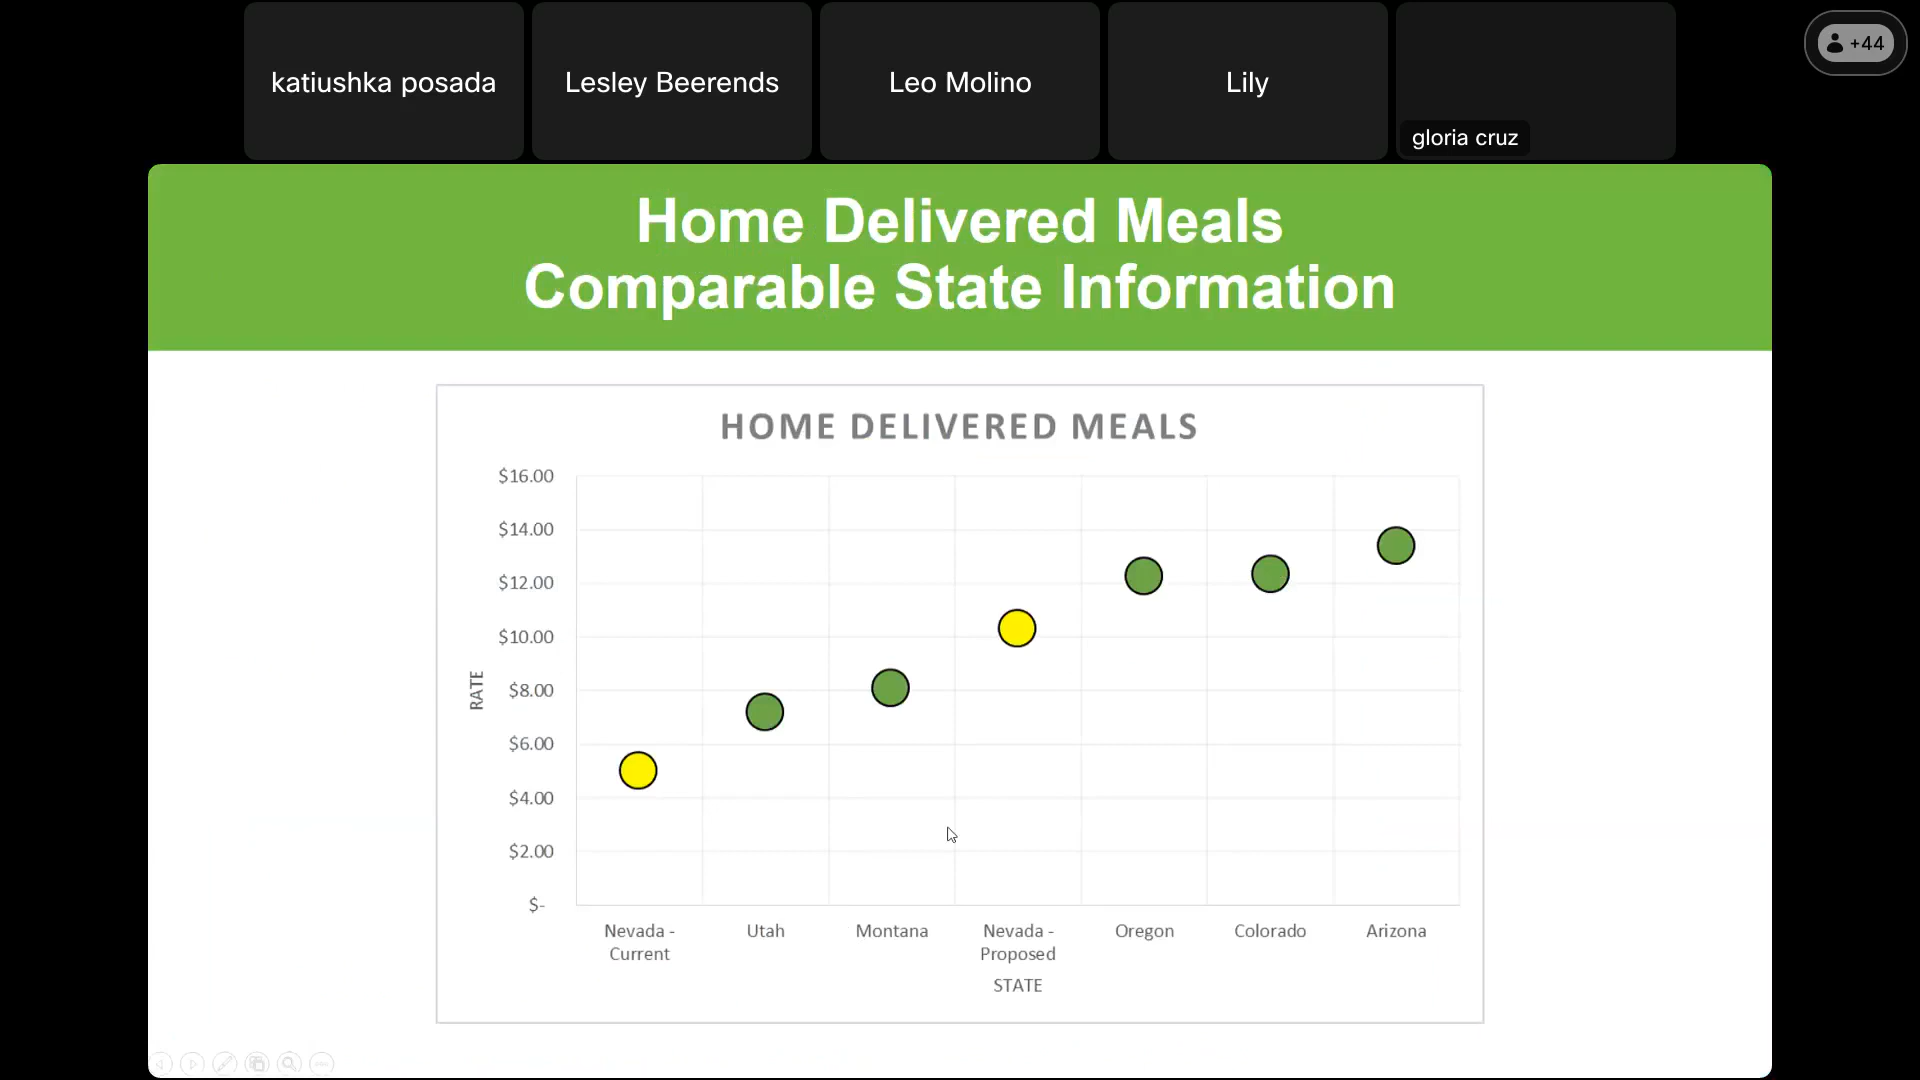 katiushka posada
Lesley Beerends
Leo Molino
Lily
gloria cruz
+44
Home Delivered Meals
Comparable State Information
HOME DELIVERED MEALS
$16.00
$14.00
$12.00
$10.00
$8.00
$6.00
$4.00
$2.00
$-
RATE
Nevada -
Current
Utah
Montana
Nevada -
Proposed
Oregon
Colorado
Arizona
STATE